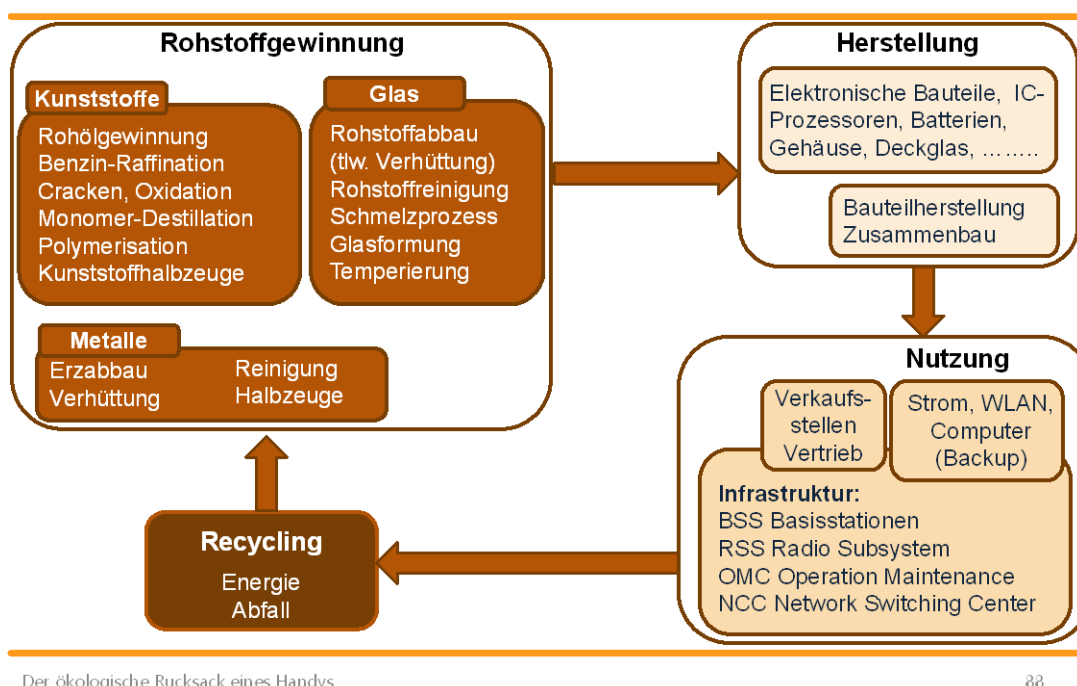 Rohstoffgewinnung
Kunststoffe
Rohölgewinnung
Benzin-Raffination
Cracken, Oxidation
Monomer-Destillation
Polymerisation
Kunststoffhalbzeuge
Glas
Rohstoffabbau
(tlw. Verhüttung)
Rohstoffreinigung
Schmelzprozess
Glasformung
Temperierung
Metalle
Erzabbau
Verhüttung
Reinigung
Halbzeuge
Herstellung
Elektronische Bauteile, IC-
Prozessoren, Batterien,
Gehäuse, Deckglas, ........
Bauteilherstellung
Zusammenbau
Nutzung
Verkaufs-
stellen
Vertrieb
Strom, WLAN,
Computer
(Backup)
Infrastruktur:
BSS Basisstationen
RSS Radio Subsystem
OMC Operation Maintenance
NCC Network Switching Center
Recycling
Energie
Abfall
Der ökologische Rucksack eines Handys